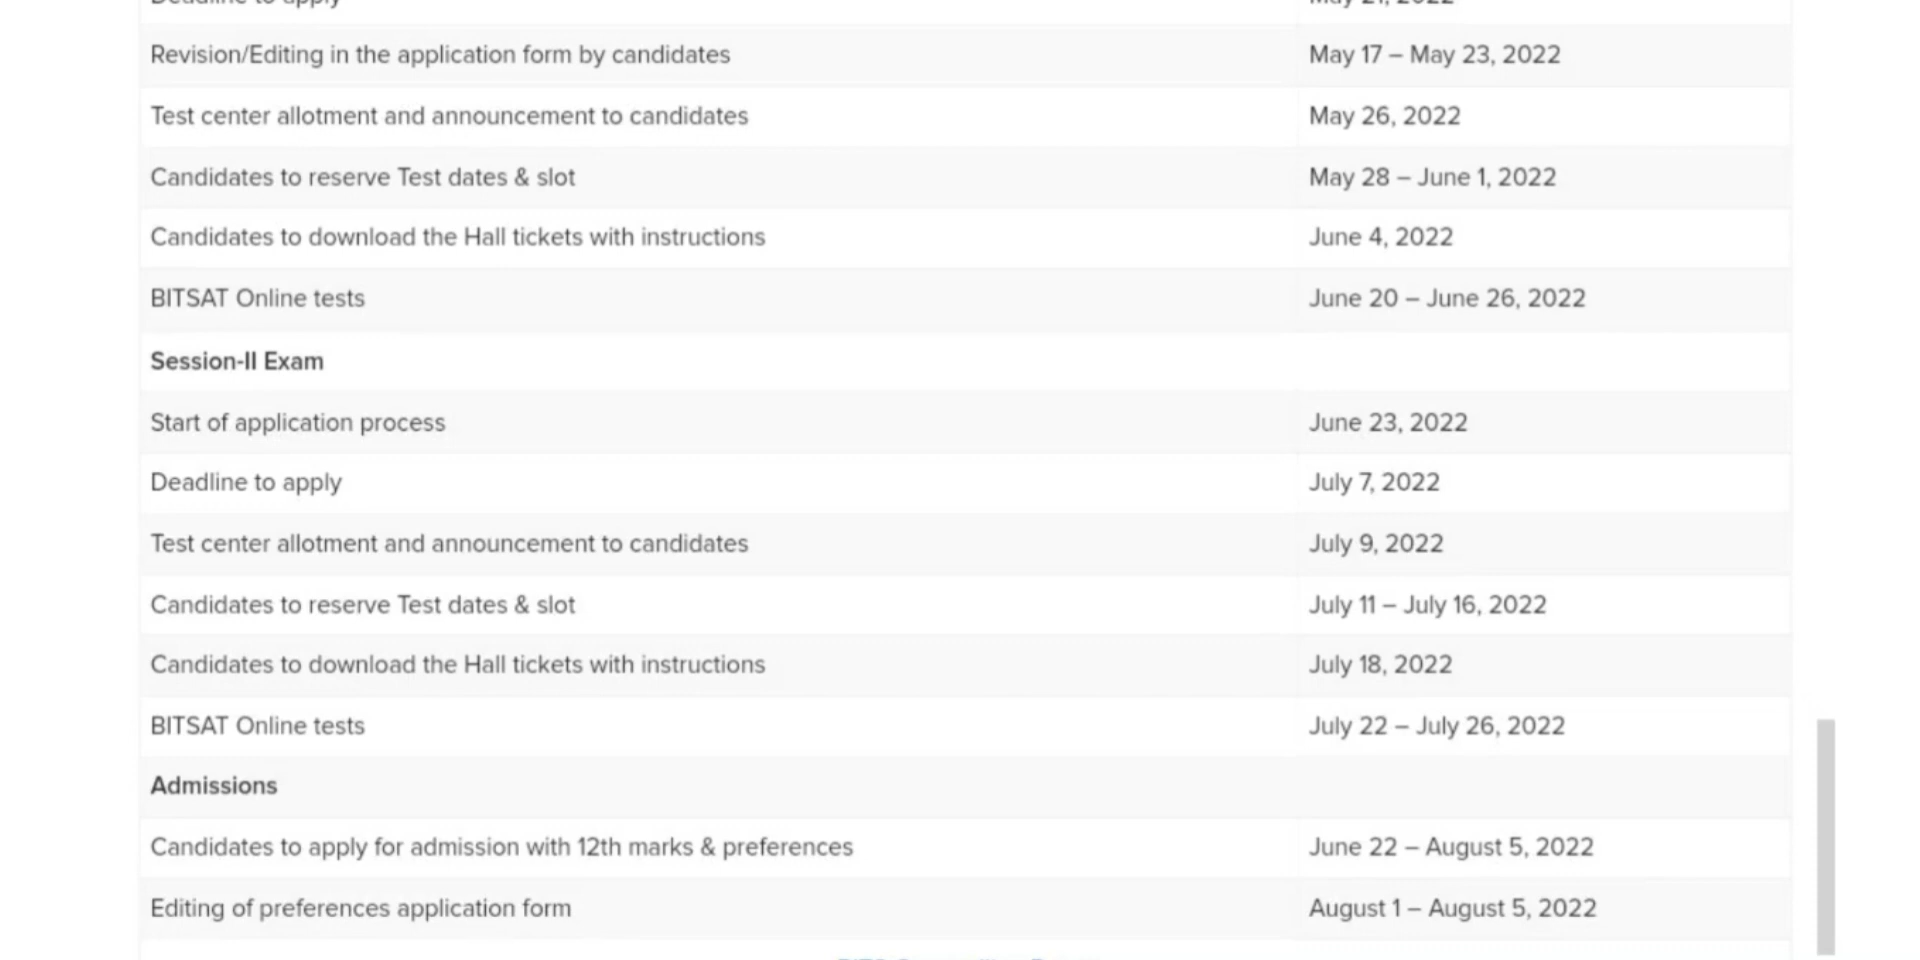 Deadline to apply May 21, 2022
Revision/Editing in the application form by candidates May 17 – May 23, 2022
Test center allotment and announcement to candidates May 26, 2022
Candidates to reserve Test dates & slot May 28 – June 1, 2022
Candidates to download the Hall tickets with instructions June 4, 2022
BITSAT Online tests June 20 – June 26, 2022
Session-II Exam
Start of application process June 23, 2022
Deadline to apply July 7, 2022
Test center allotment and announcement to candidates July 9, 2022
Candidates to reserve Test dates & slot July 11 – July 16, 2022
Candidates to download the Hall tickets with instructions July 18, 2022
BITSAT Online tests July 22 – July 26, 2022
Admissions
Candidates to apply for admission with 12th marks & preferences June 22 – August 5, 2022
Editing of preferences application form August 1 – August 5, 2022